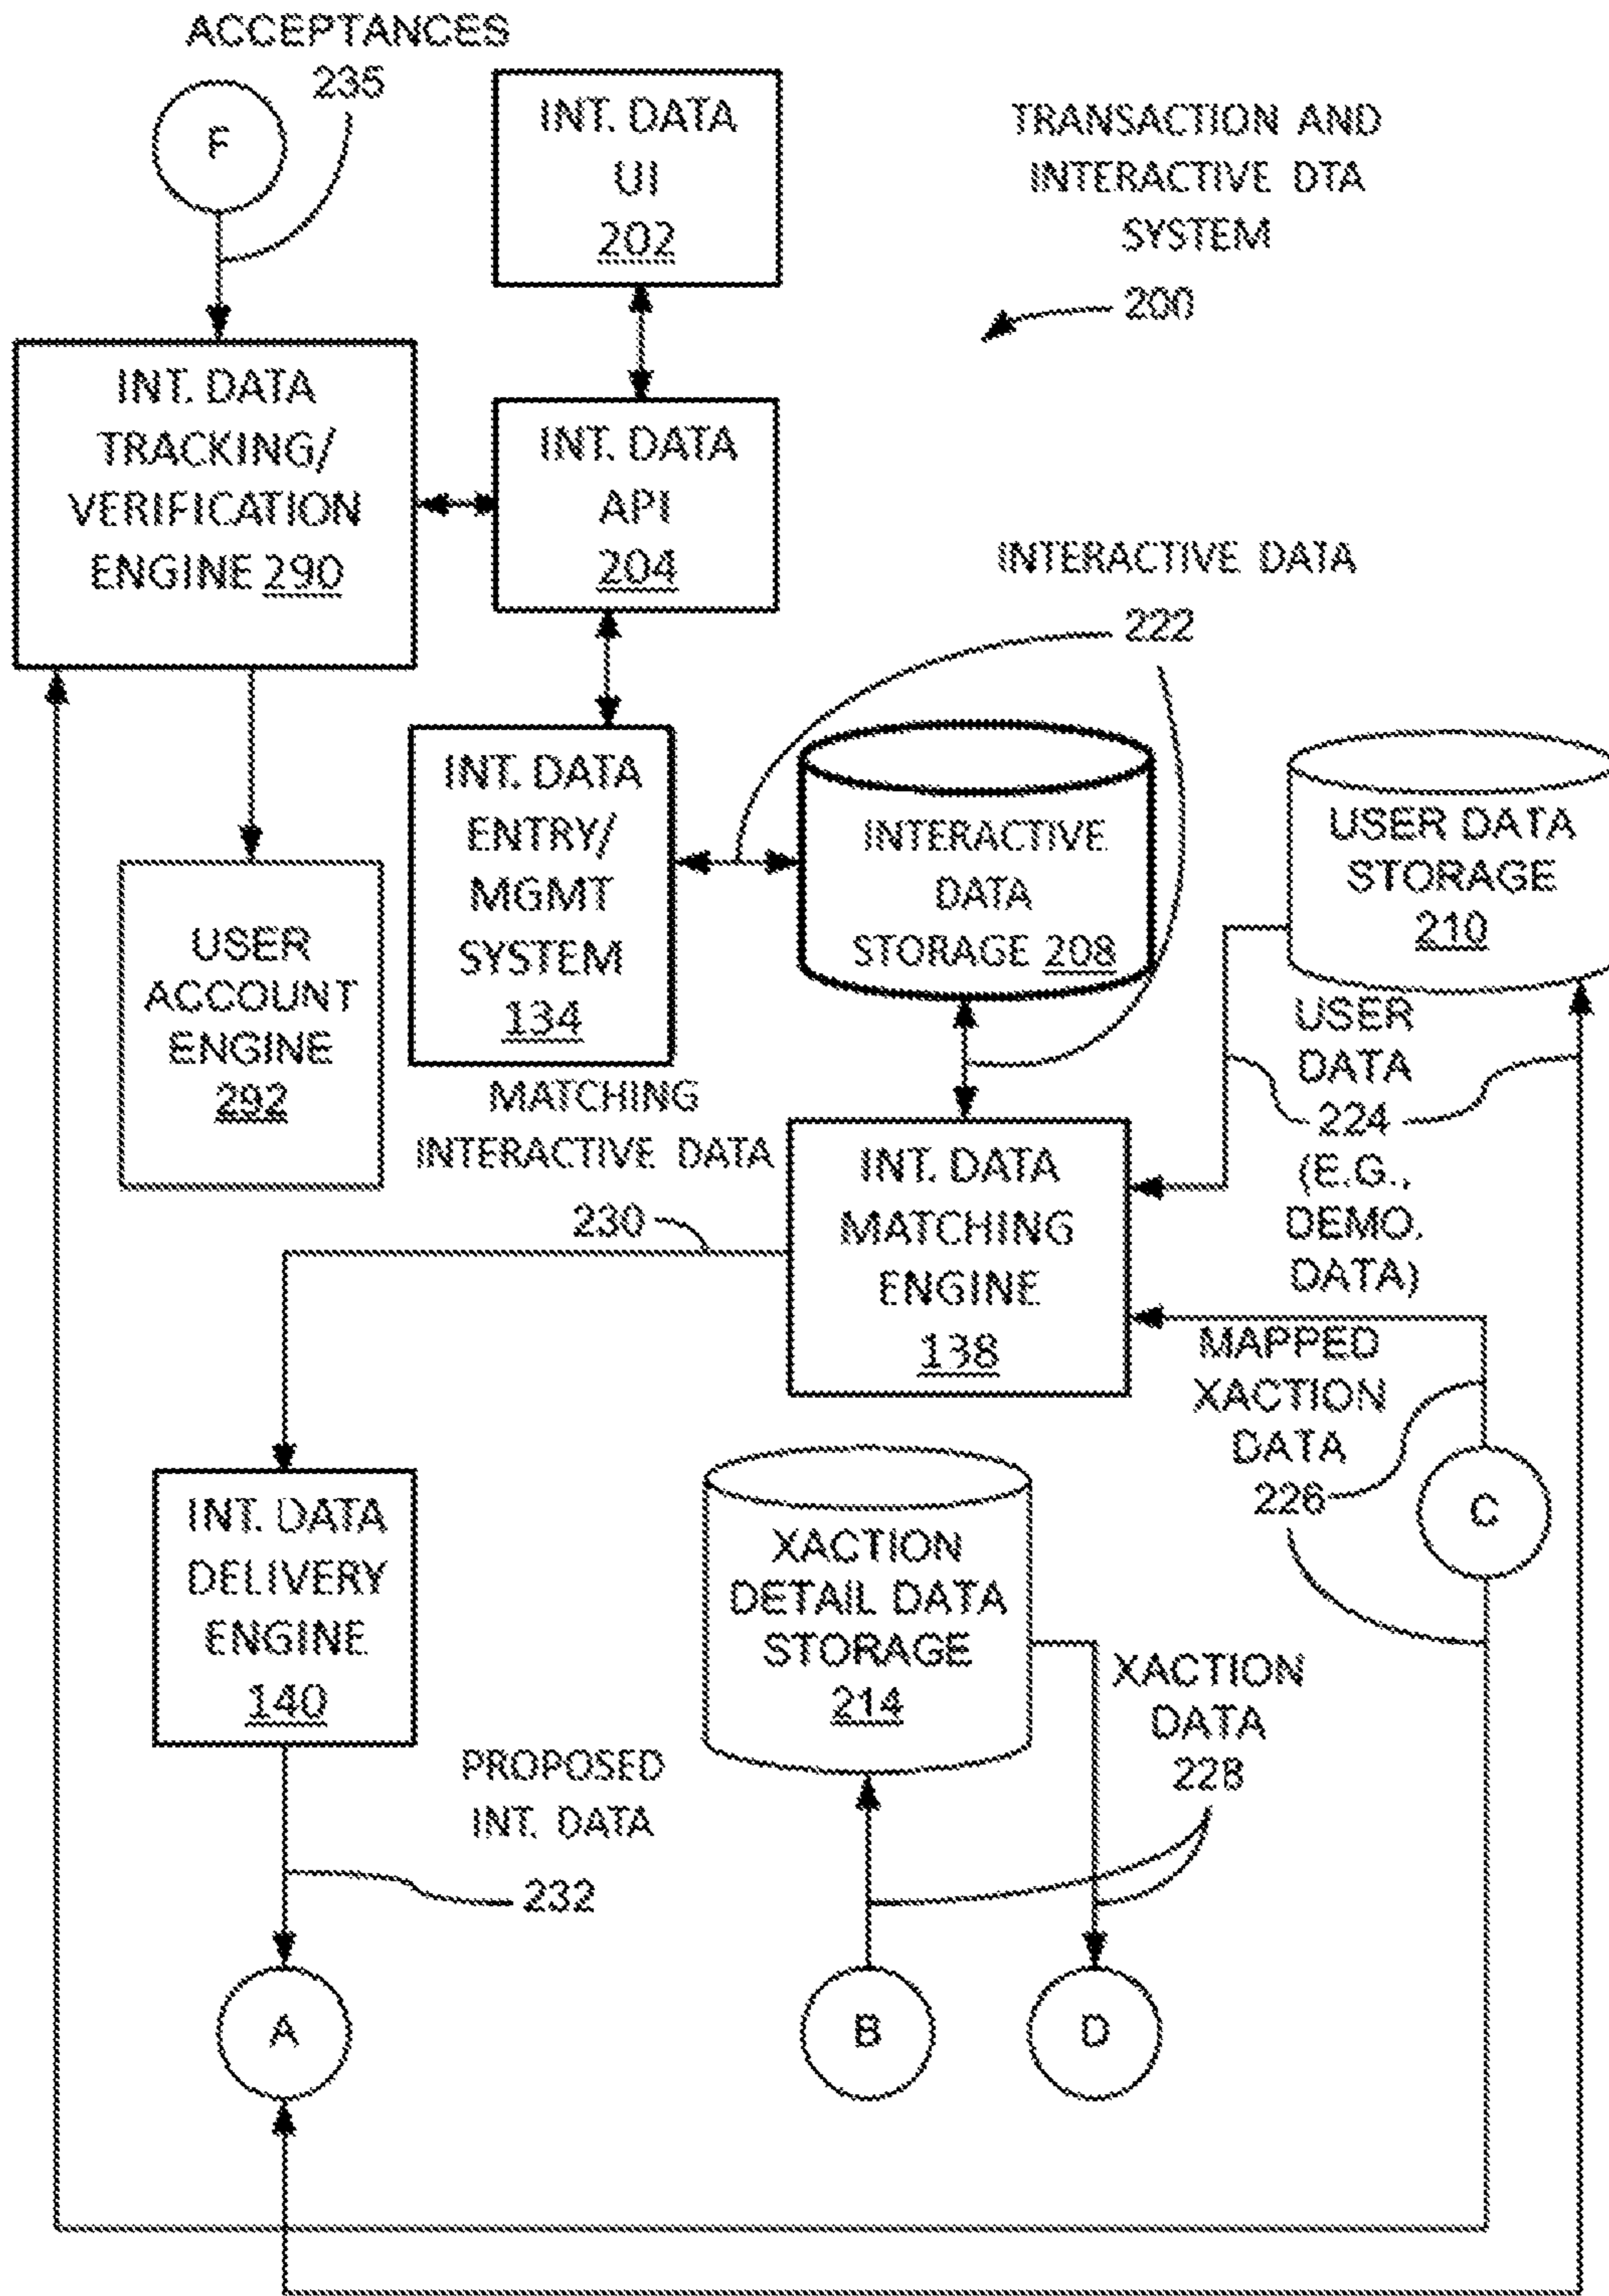 ACCEPTANCES
235
F
INT. DATA
UI
202
TRANSACTION AND
INTERACTIVE DTA
SYSTEM
200
INT. DATA
TRACKING/
VERIFICATION
ENGINE 290
INT. DATA
API
204
INTERACTIVE DATA
222
INT. DATA
ENTRY/
MGMT
SYSTEM
134
INTERACTIVE
DATA
STORAGE 208
USER DATA
STORAGE
210
USER
ACCOUNT
ENGINE
292
USER
DATA
224
(E.G.,
DEMO.
DATA)
MATCHING
INTERACTIVE DATA
230
INT. DATA
MATCHING
ENGINE
138
MAPPED
XACTION
DATA
226
C
INT. DATA
DELIVERY
ENGINE
140
XACTION
DETAIL DATA
STORAGE
214
XACTION
DATA
228
PROPOSED
INT. DATA
232
A
B
D